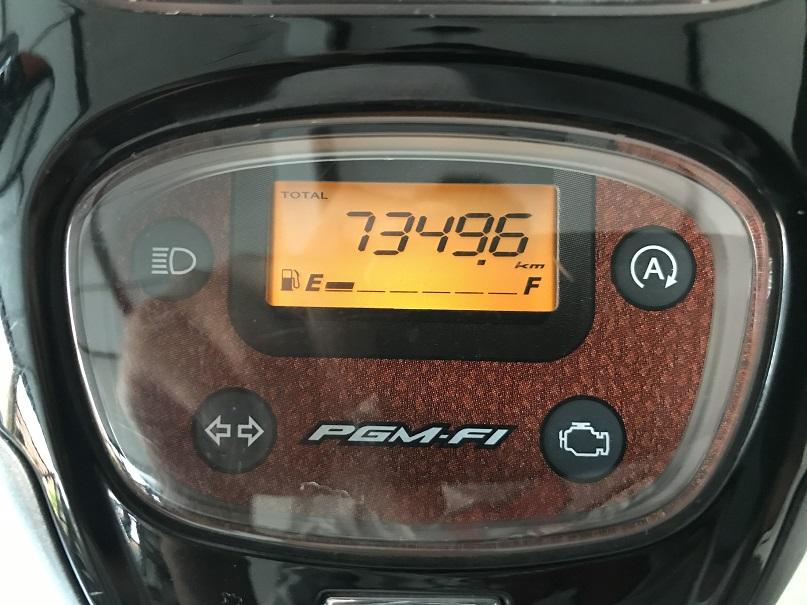 TOTAL
7349.6
km
E F
A
PGM-FI